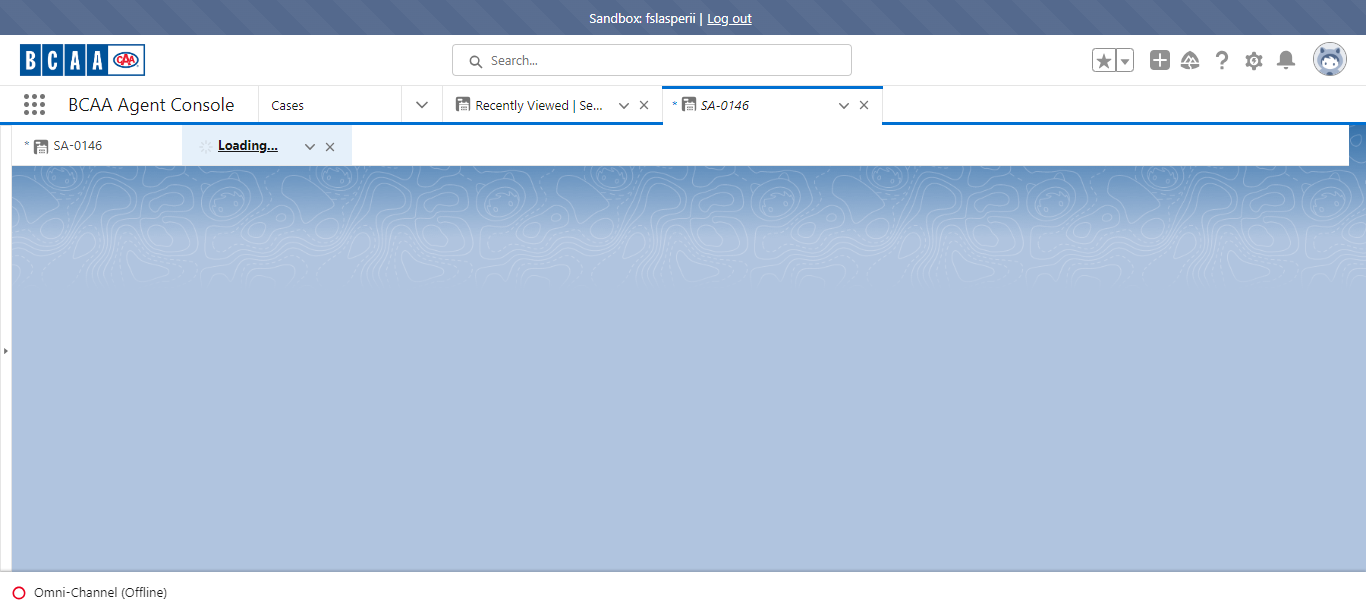 Sandbox: fslasperii | Log out
BCAA CAA
Search...
BCAA Agent Console
Cases
Recently Viewed | Se...
* SA-0146
* SA-0146
Loading...
Omni-Channel (Offline)